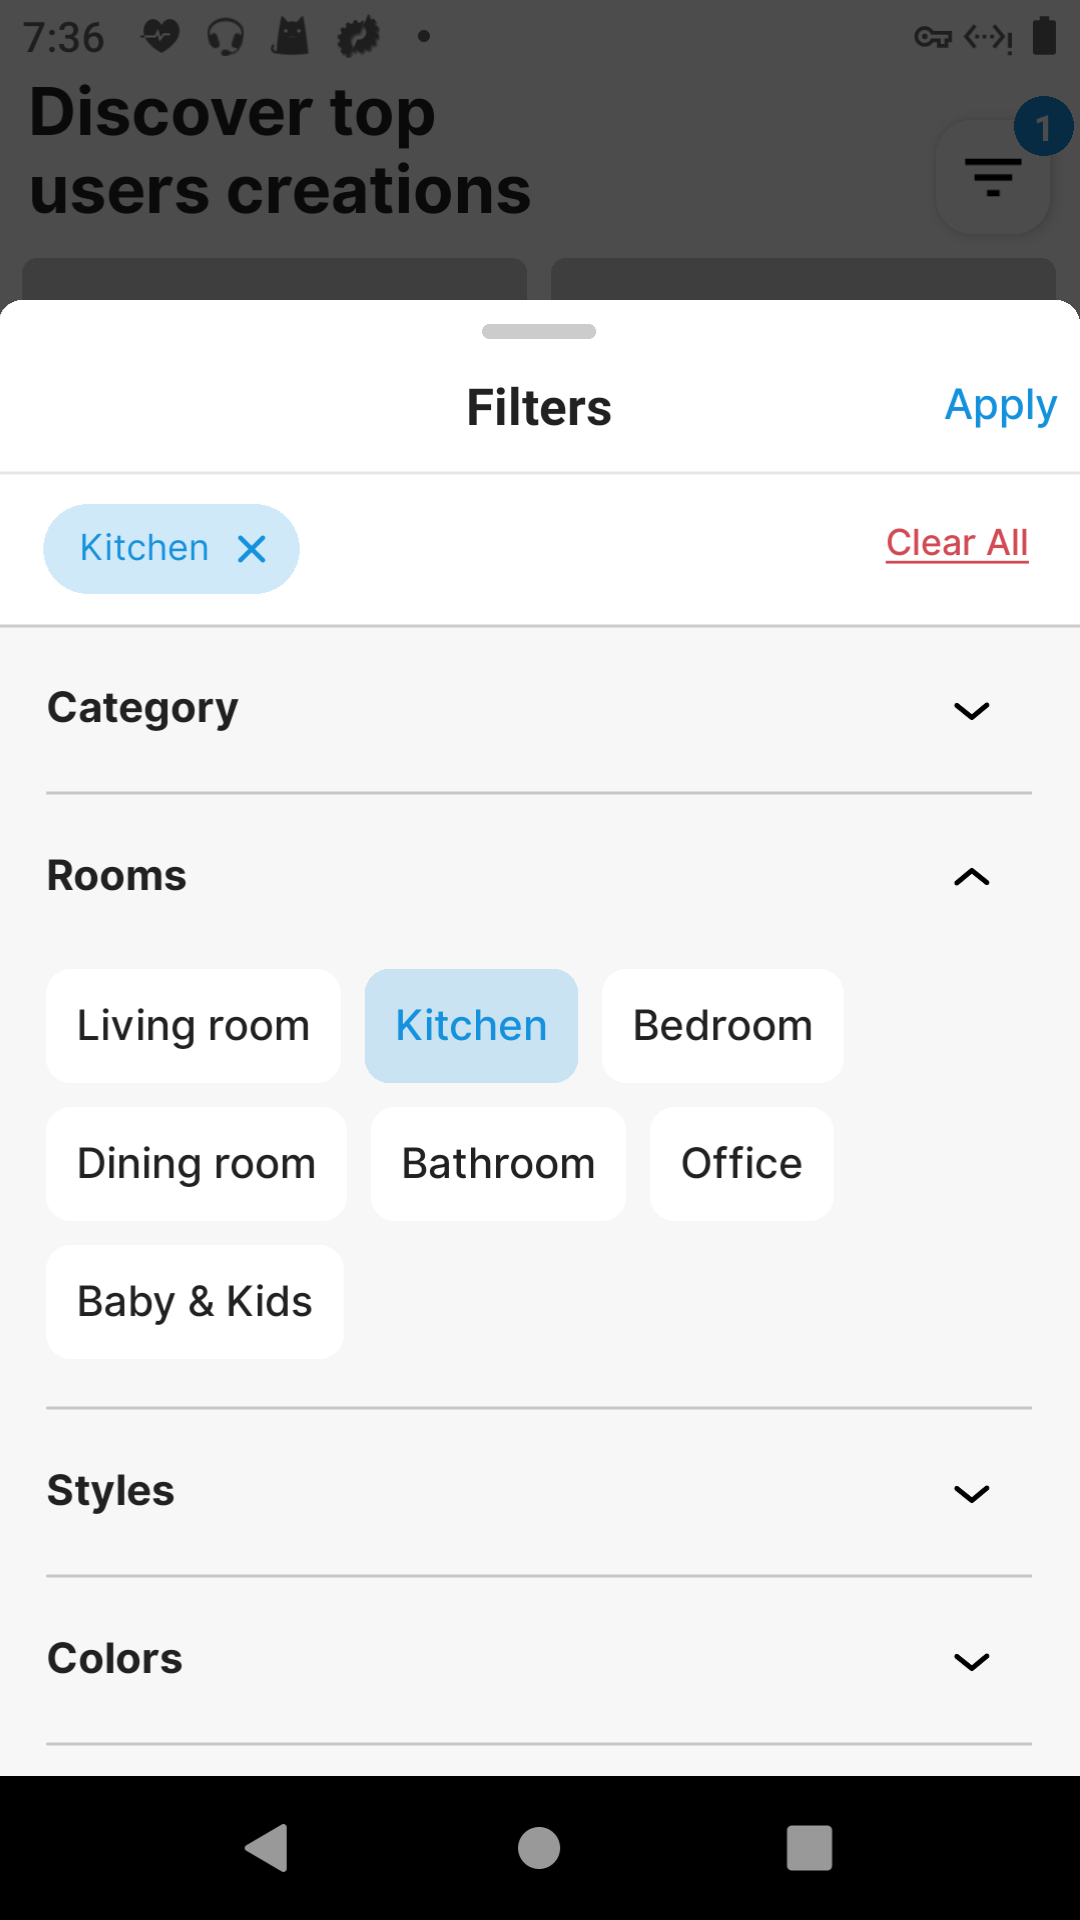 7:36
Discover top
users creations
1
Filters
Apply
Kitchen
Clear All
Category
Rooms
Living room
Kitchen
Bedroom
Dining room
Bathroom
Office
Baby & Kids
Styles
Colors